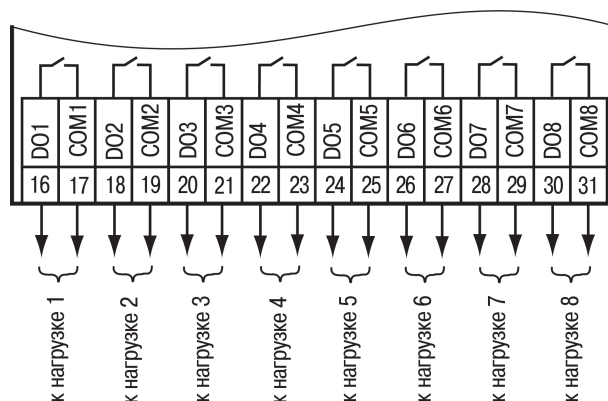 DO1 COM1 DO2 COM2 DO3 COM3 DO4 COM4 DO5 COM5 DO6 COM6 DO7 COM7 DO8 COM8
16 17 18 19 20 21 22 23 24 25 26 27 28 29 30 31
к нагрузке 1
к нагрузке 2
к нагрузке 3
к нагрузке 4
к нагрузке 5
к нагрузке 6
к нагрузке 7
к нагрузке 8